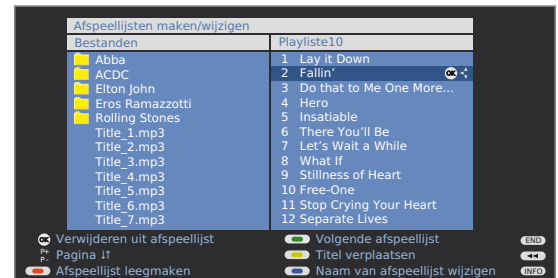 Afspeellijsten maken/wijzigen
Bestanden
Abba
ACDC
Elton John
Eros Ramazzotti
Rolling Stones
Title_1.mp3
Title_2.mp3
Title_3.mp3
Title_4.mp3
Title_5.mp3
Title_6.mp3
Title_7.mp3
Playliste10
1 Lay it Down
2 Fallin’ OK
3 Do that to Me One More...
4 Hero
5 Insatiable
6 There You’ll Be
7 Let’s Wait a While
8 What If
9 Stillness of Heart
10 Free-One
11 Stop Crying Your Heart
12 Separate Lives
OK Verwijderen uit afspeellijst
P+ P- Pagina
Afspeellijst leegmaken
Volgende afspeellijst
Titel verplaatsen
Naam van afspeellijst wijzigen
END
INFO